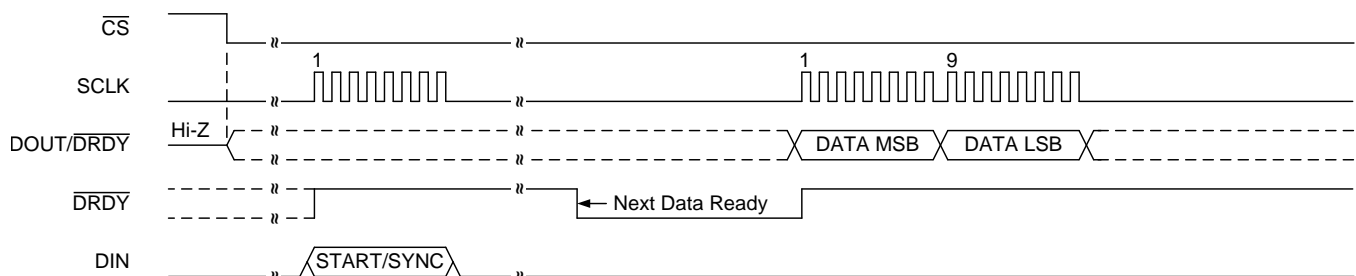 CS
1
1
9
SCLK
Hi-Z
DOUT/DRDY
DATA MSB
DATA LSB
DRDY
Next Data Ready
DIN
START/SYNC